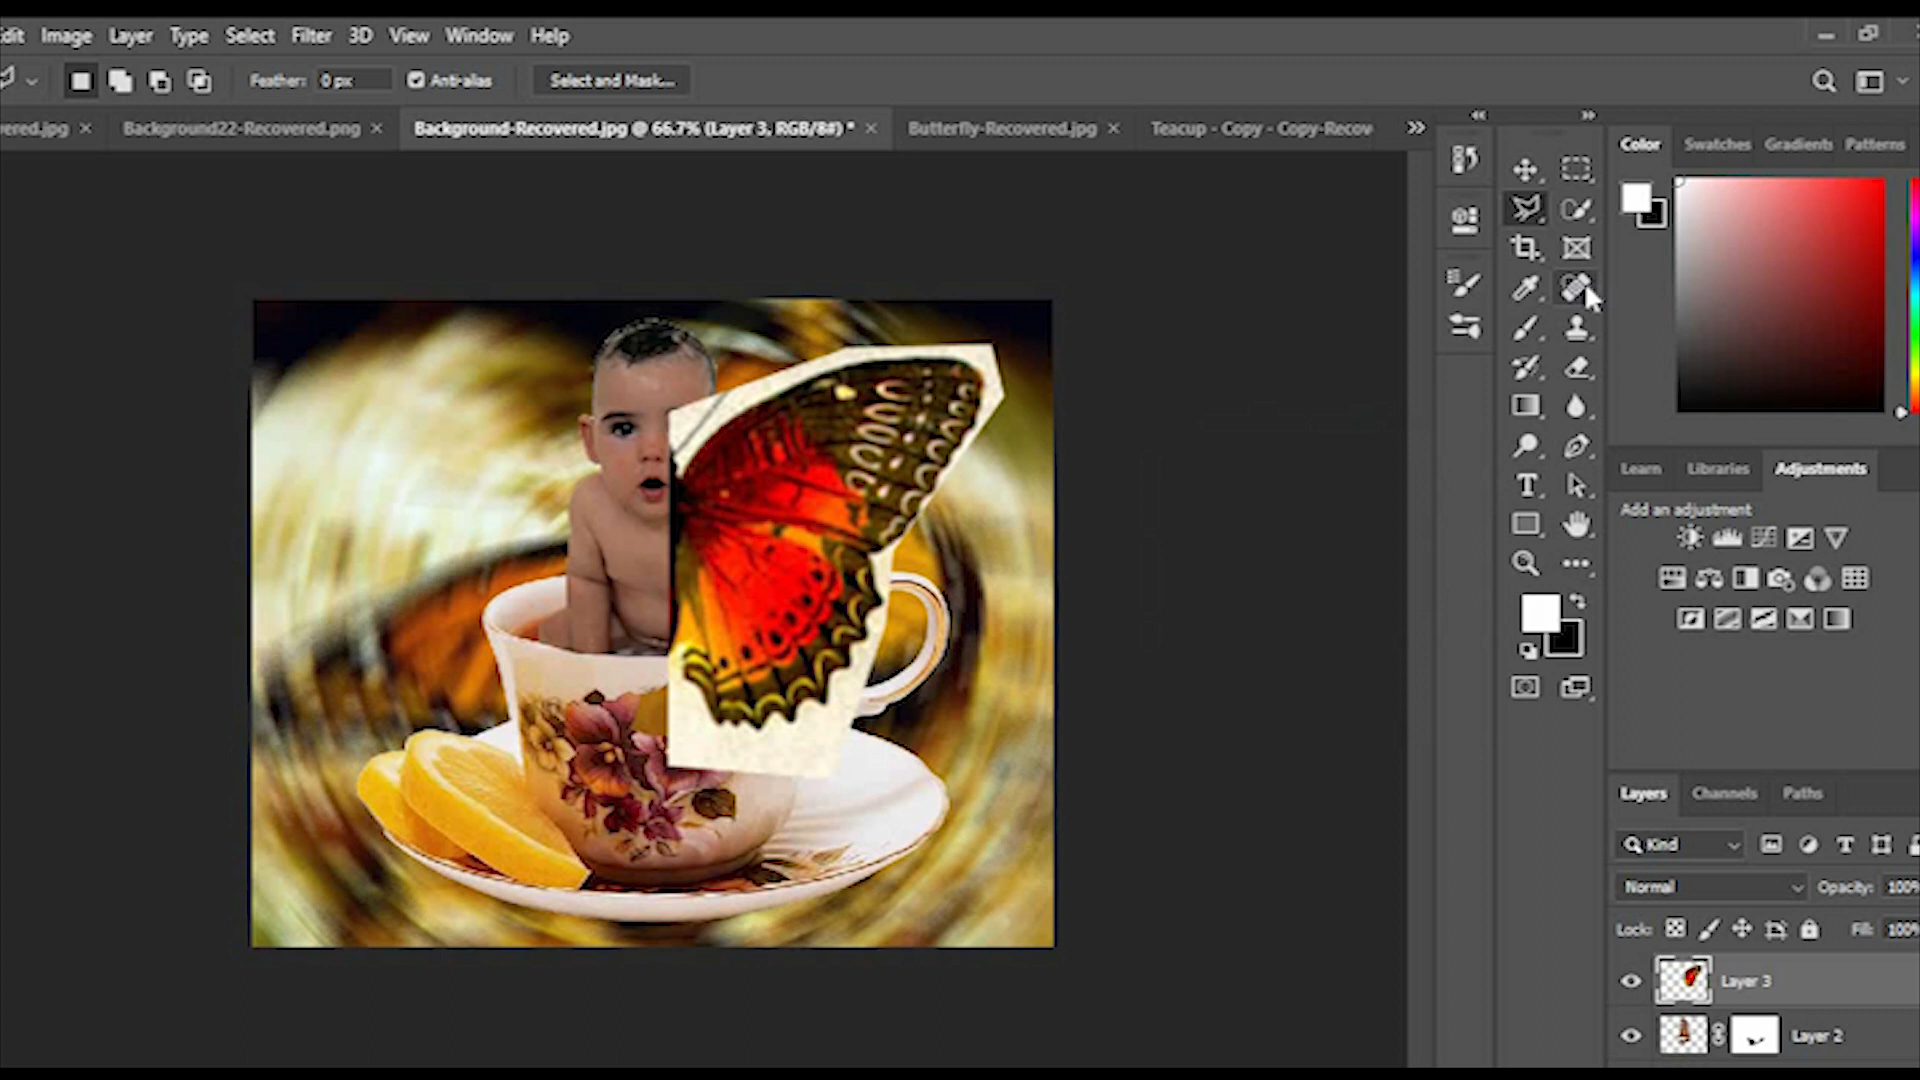 Edit Image Layer Type Select Filter 3D View Window Help
Feather: 0 px Anti-alias Select and Mask...
vered.jpg × Background22-Recovered.png × Background-Recovered.jpg @ 66.7% (Layer 3, RGB/8#) * × Butterfly-Recovered.jpg × Teacup - Copy - Copy-Recov
Color Swatches Gradients Patterns
Learn Libraries Adjustments
Add an adjustment
Layers Channels Paths
Kind
Normal Opacity: 100%
Lock: Fill: 100%
Layer 3
Layer 2